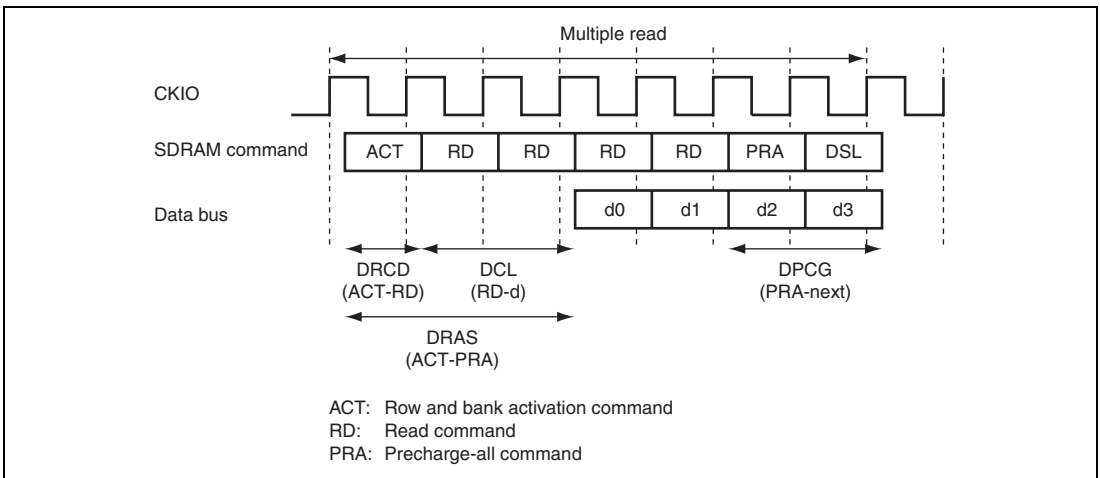 Multiple read
CKIO
SDRAM command ACT RD RD RD RD PRA DSL
Data bus d0 d1 d2 d3
DRCD DCL DPCG
(ACT-RD) (RD-d) (PRA-next)
DRAS
(ACT-PRA)
ACT: Row and bank activation command
RD: Read command
PRA: Precharge-all command